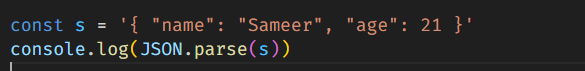 const s = '{ "name": "Sameer", "age": 21 }'
console.log(JSON.parse(s))